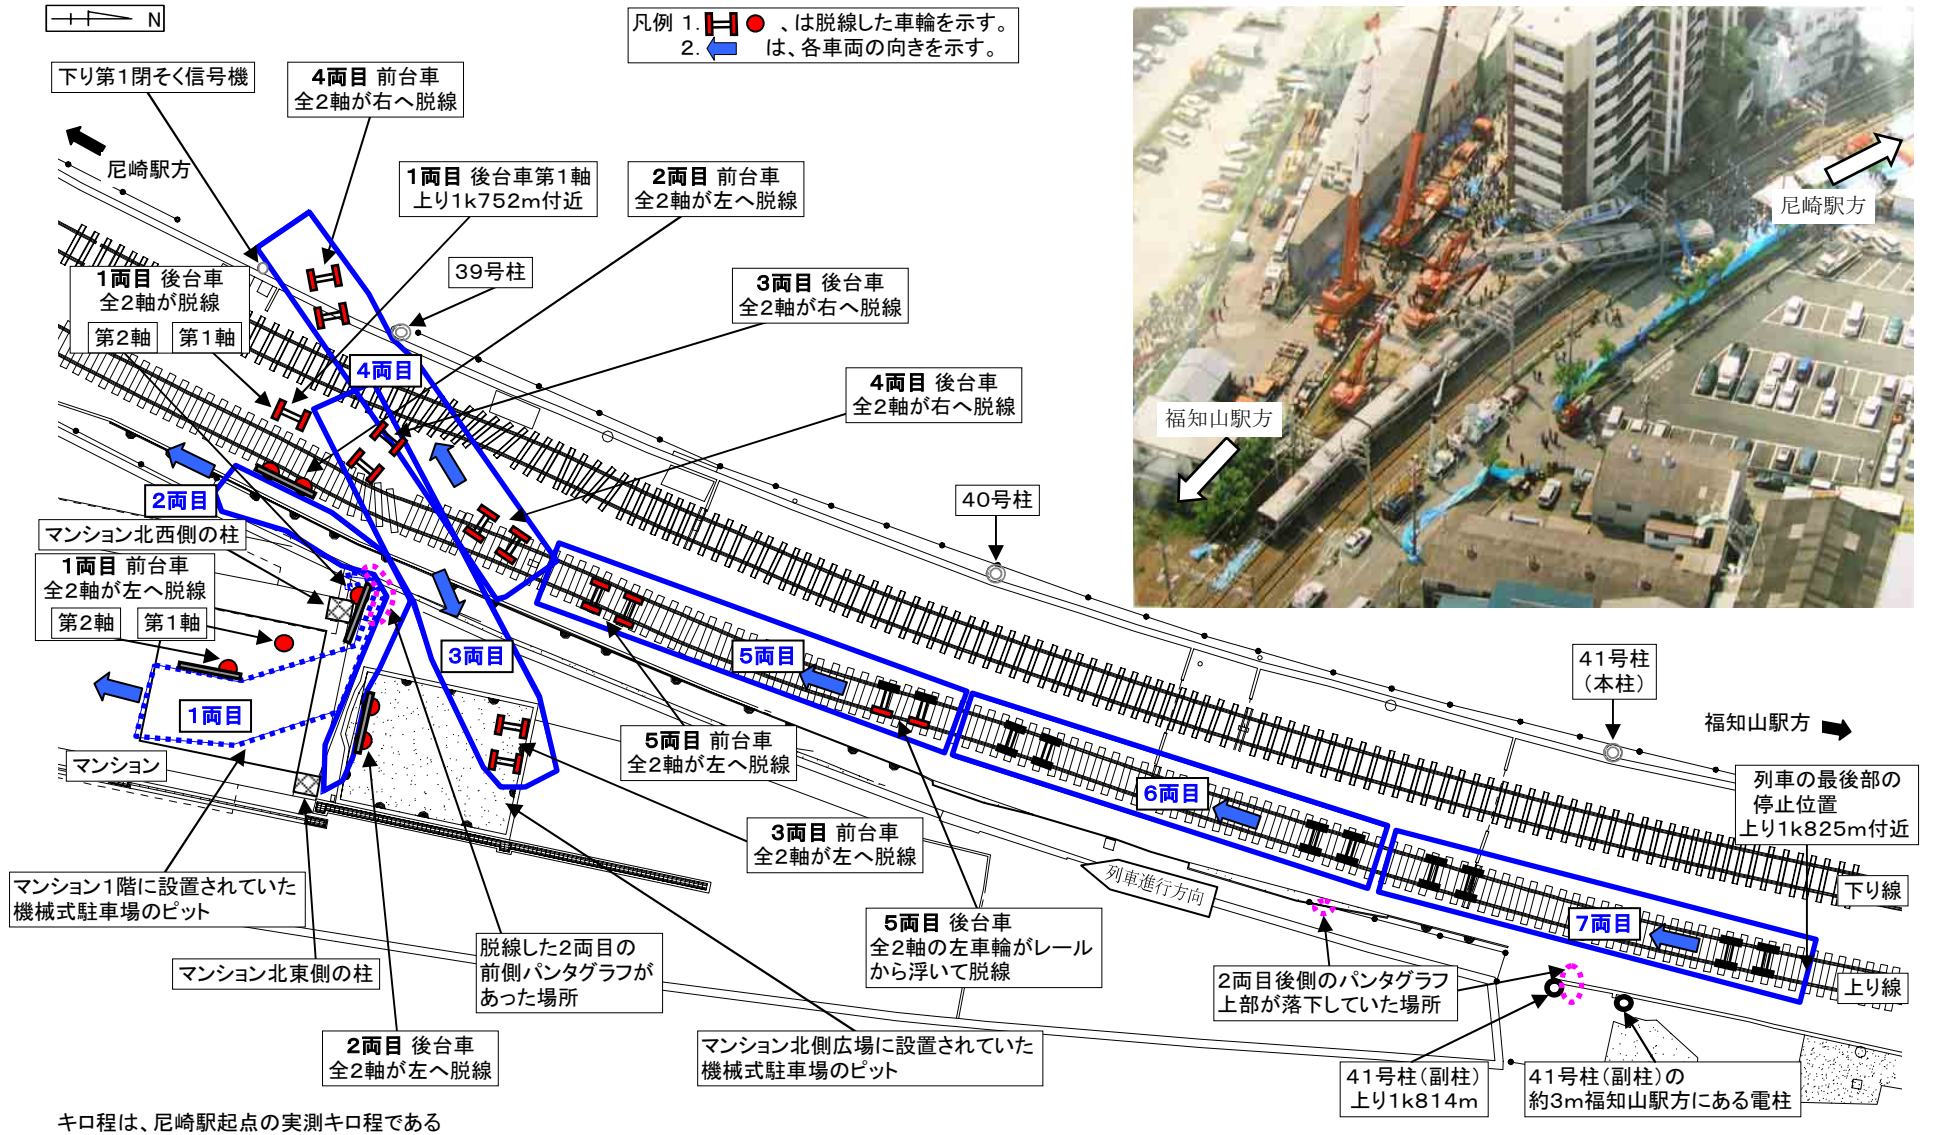 N
凡例 1. 、は脱線した車輪を示す。
2. は、各車両の向きを示す。
下り第1閉そく信号機
4両目 前台車
全2軸が右へ脱線
尼崎駅方
1両目 後台車第1軸
上り1k752m付近
2両目 前台車
全2軸が左へ脱線
39号柱
1両目 後台車
全2軸が脱線
第2軸 第1軸
3両目 後台車
全2軸が右へ脱線
4両目
4両目 後台車
全2軸が右へ脱線
尼崎駅方
福知山駅方
2両目
40号柱
マンション北西側の柱
1両目 前台車
全2軸が左へ脱線
第2軸 第1軸
3両目
5両目
41号柱
(本柱)
1両目
福知山駅方
マンション
5両目 前台車
全2軸が左へ脱線
6両目
列車の最後部の
停止位置
上り1k825m付近
3両目 前台車
全2軸が左へ脱線
列車進行方向
下り線
マンション1階に設置されていた
機械式駐車場のピット
5両目 後台車
全2軸の左車輪がレール
から浮いて脱線
7両目
マンション北東側の柱
脱線した2両目の
前側パンタグラフが
あった場所
2両目後側のパンタグラフ
上部が落下していた場所
上り線
2両目 後台車
全2軸が左へ脱線
マンション北側広場に設置されていた
機械式駐車場のピット
41号柱(副柱)
上り1k814m
41号柱(副柱)の
約3m福知山駅方にある電柱
キロ程は、尼崎駅起点の実測キロ程である